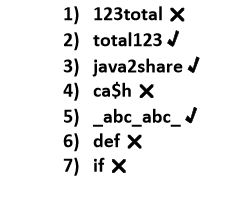 1) 123total ✗
2) total123 ✓
3) java2share ✓
4) ca$h ✗
5) _abc_abc_ ✓
6) def ✗
7) if ✗